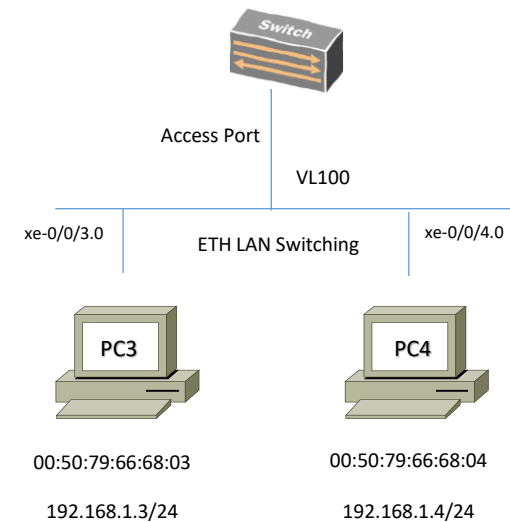 Switch
Access Port
VL100
xe-0/0/3.0
ETH LAN Switching
xe-0/0/4.0
PC3
PC4
00:50:79:66:68:03
00:50:79:66:68:04
192.168.1.3/24
192.168.1.4/24